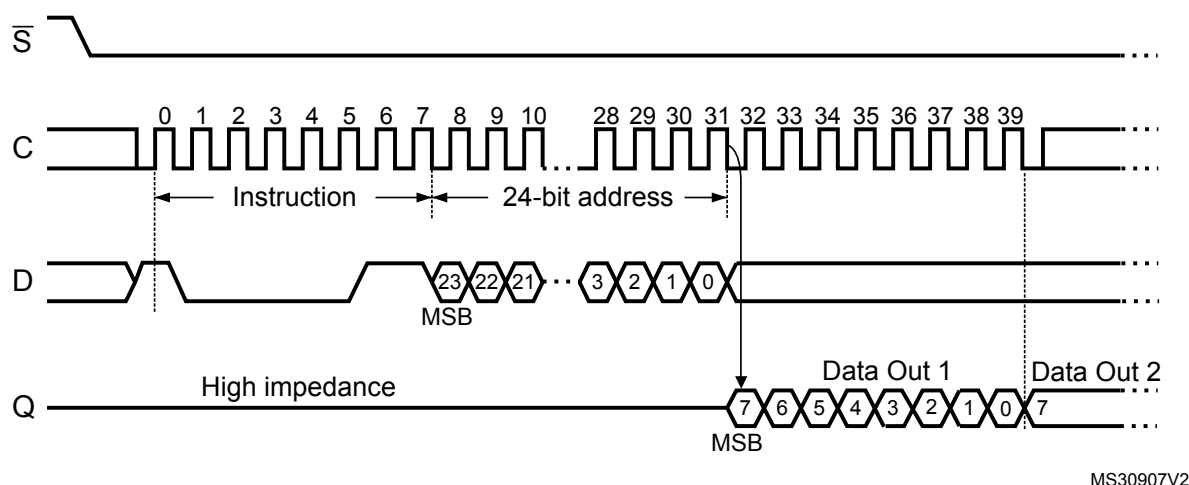 S
C
0 1 2 3 4 5 6 7 8 9 10 28 29 30 31 32 33 34 35 36 37 38 39
Instruction 24-bit address
D
23 22 21 3 2 1 0
MSB
High impedance Data Out 1 Data Out 2
Q
7 6 5 4 3 2 1 0 7
MSB
MS30907V2